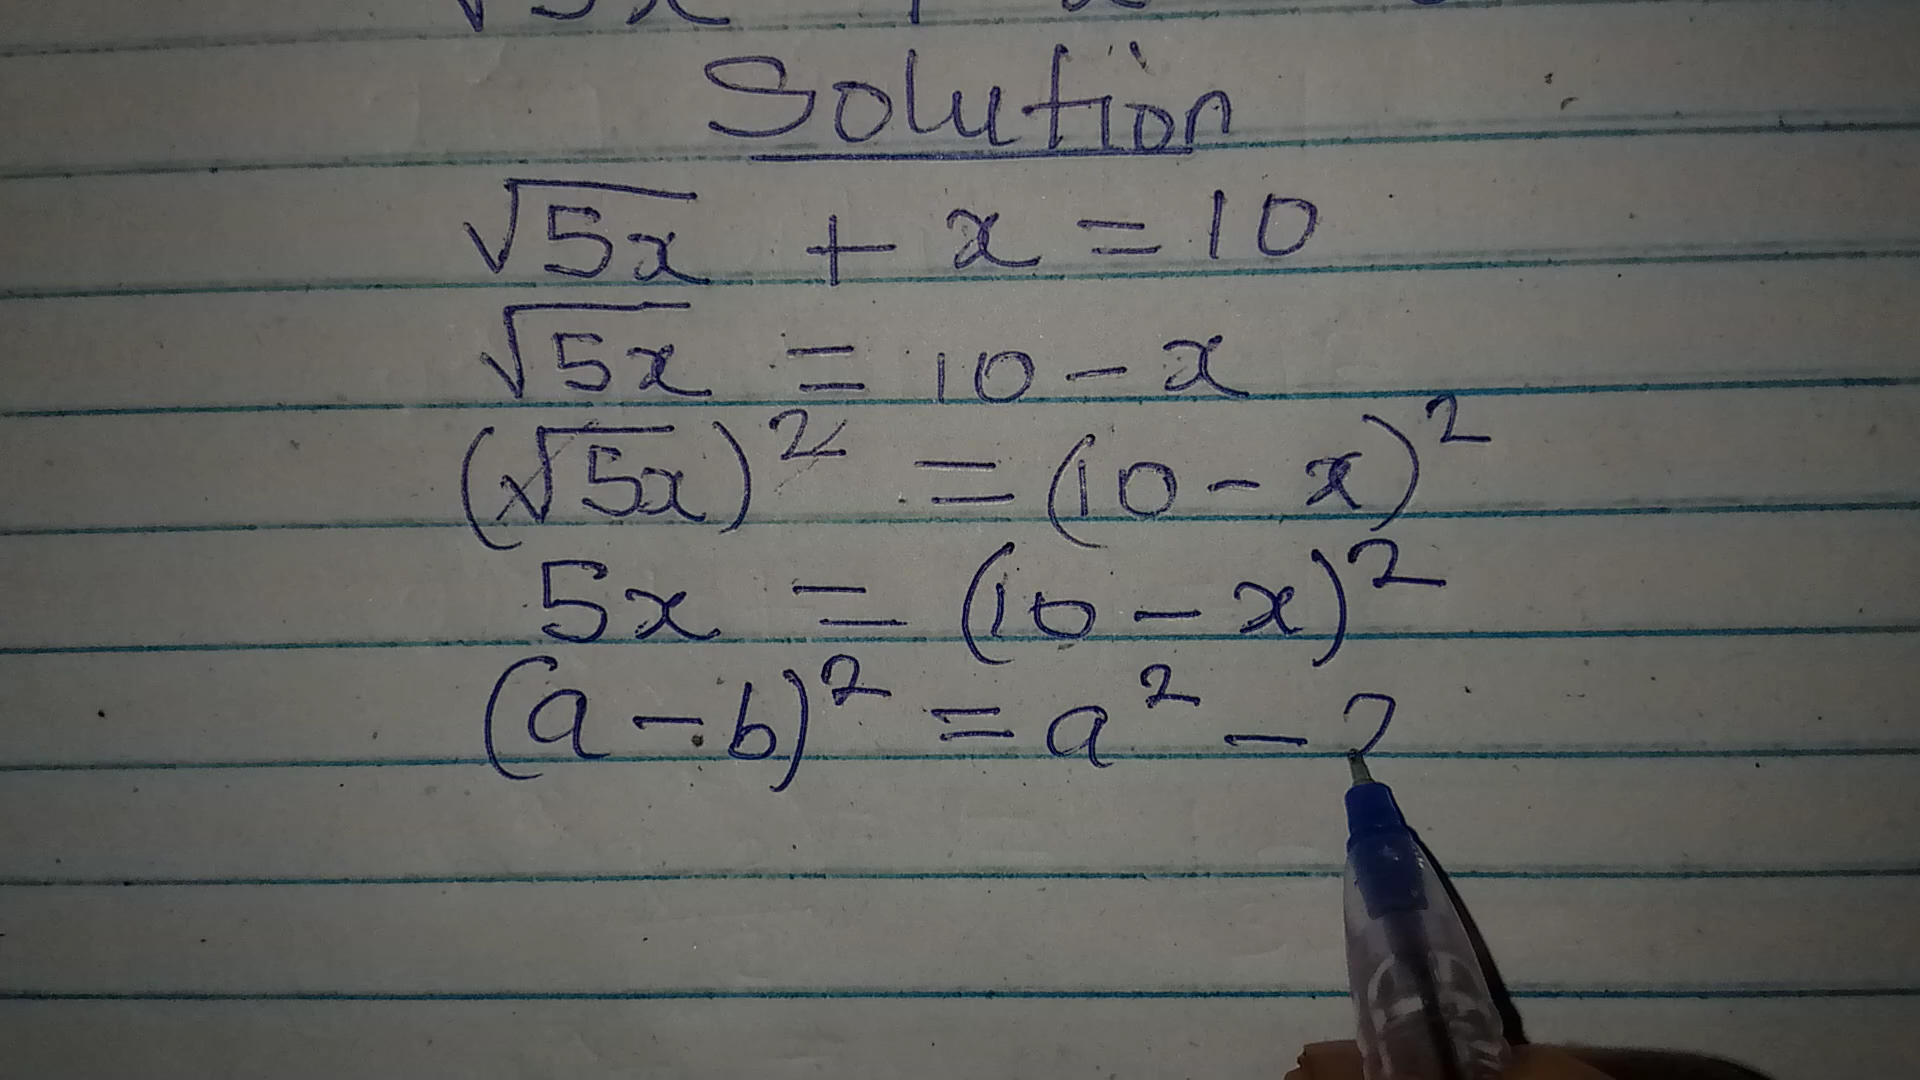 Solution
√5x + x = 10
√5x = 10 - x
(√5x)² = (10 - x)²
5x = (10 - x)²
(a - b)² = a² - 2